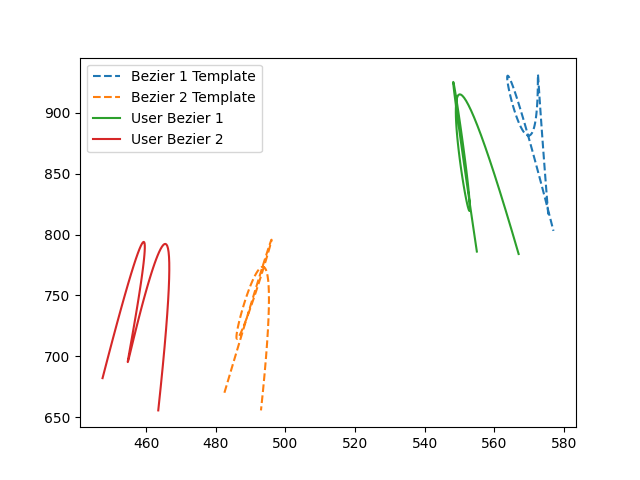 Bezier 1 Template
Bezier 2 Template
User Bezier 1
User Bezier 2
900
850
800
750
700
650
460 480 500 520 540 560 580